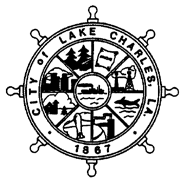 CITY of LAKE CHARLES, LA.
• 1867 •